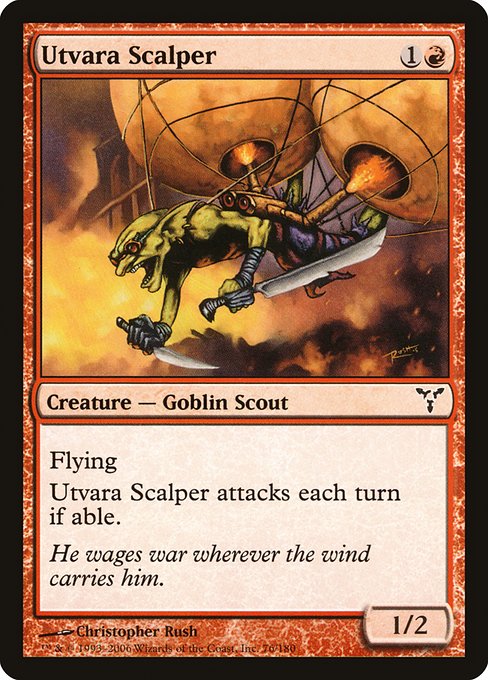 Utvara Scalper 1
RUSH
Creature — Goblin Scout
Flying
Utvara Scalper attacks each turn
if able.
He wages war wherever the wind
carries him.
Christopher Rush
1/2
™ & © 1993-2006 Wizards of the Coast, Inc. 76/180